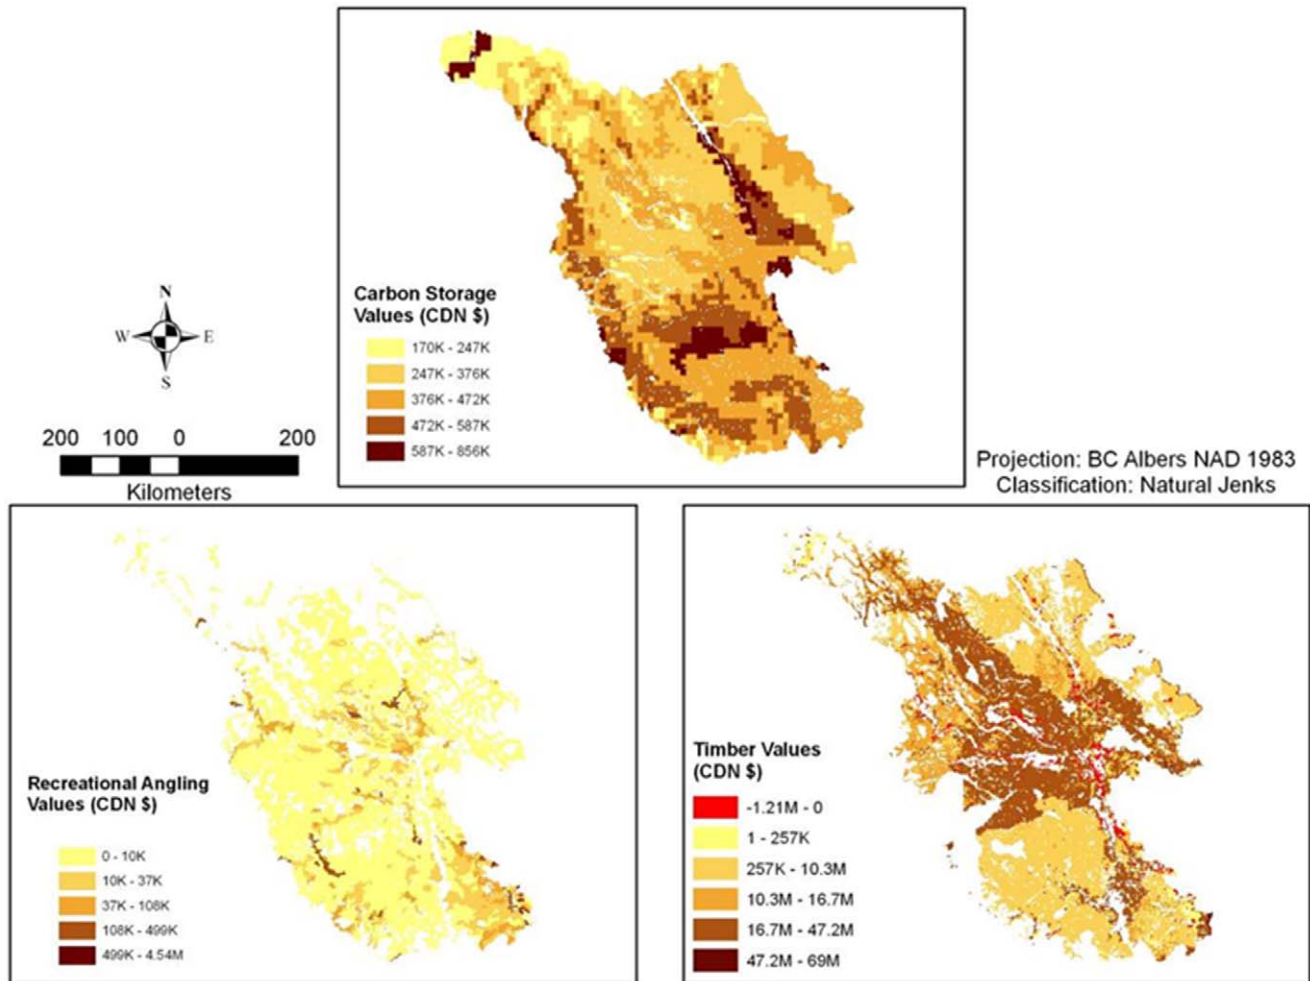 Carbon Storage
Values (CDN $)
170K - 247K
247K - 376K
376K - 472K
472K - 587K
587K - 856K
N
W E
S
200 100 0 200
Kilometers
Projection: BC Albers NAD 1983
Classification: Natural Jenks
Recreational Angling
Values (CDN $)
0 - 10K
10K - 37K
37K - 108K
108K - 499K
499K - 4.54M
Timber Values
(CDN $)
-1.21M - 0
1 - 257K
257K - 10.3M
10.3M - 16.7M
16.7M - 47.2M
47.2M - 69M